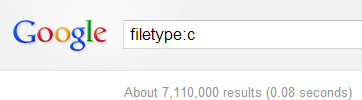 Google filetype:c
About 7,110,000 results (0.08 seconds)